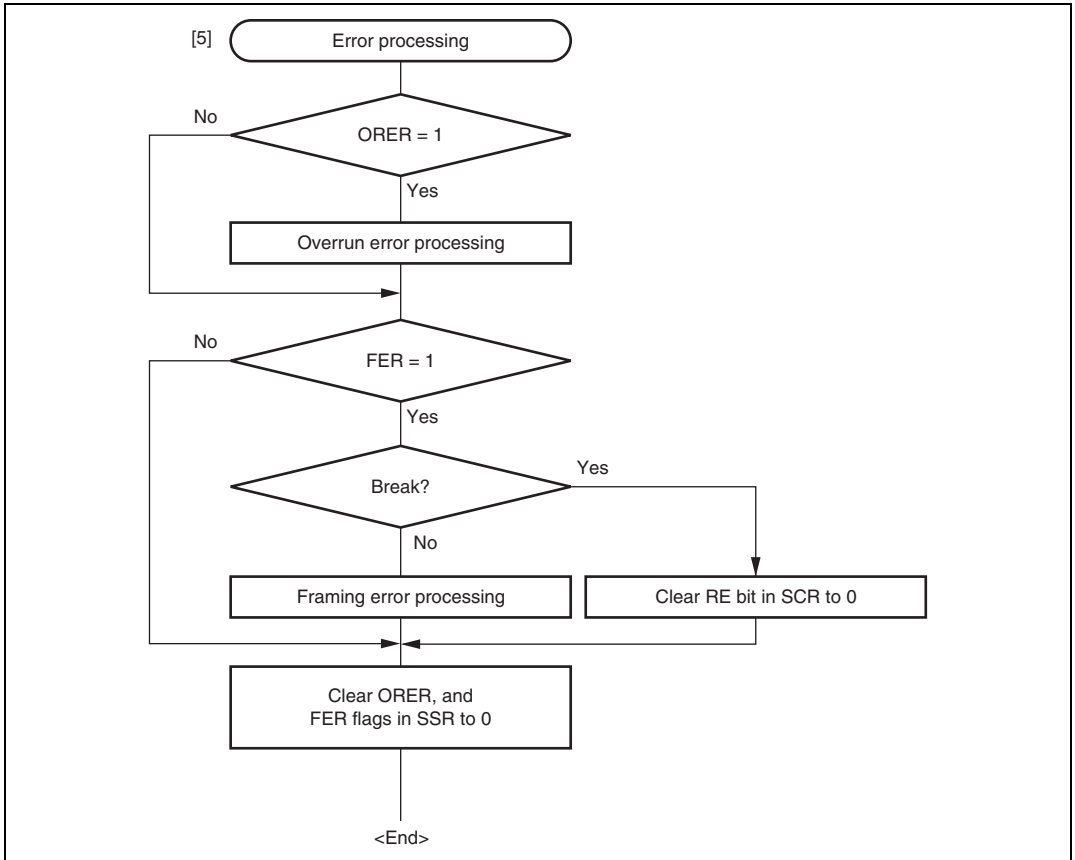 [5]
Error processing
No
ORER = 1
Yes
Overrun error processing
No
FER = 1
Yes
Break?
Yes
No
Framing error processing
Clear RE bit in SCR to 0
Clear ORER, and
FER flags in SSR to 0
<End>